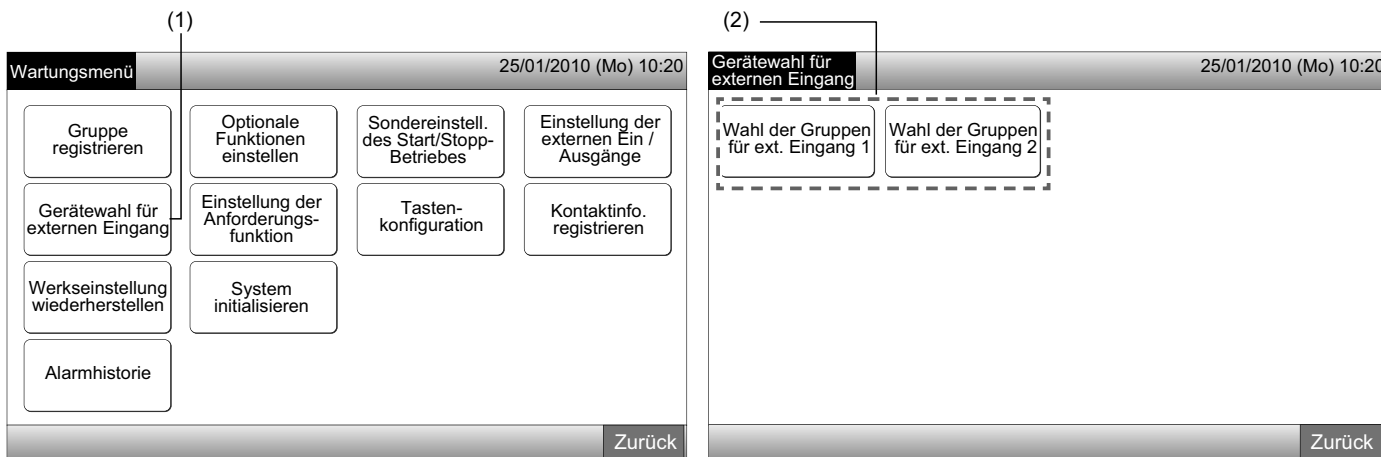 (1)
Wartungsmenü
25/01/2010 (Mo) 10:20
Gruppe
registrieren
Optionale
Funktionen
einstellen
Sondereinstell.
des Start/Stopp-
Betriebes
Einstellung der
externen Ein /
Ausgänge
Gerätewahl für
externen Eingang
Einstellung der
Anforderungs-
funktion
Tasten-
konfiguration
Kontaktinfo.
registrieren
Werkseinstellung
wiederherstellen
System
initialisieren
Alarmhistorie
Zurück
(2)
Gerätewahl für
externen Eingang
25/01/2010 (Mo) 10:20
Wahl der Gruppen
für ext. Eingang 1
Wahl der Gruppen
für ext. Eingang 2
Zurück